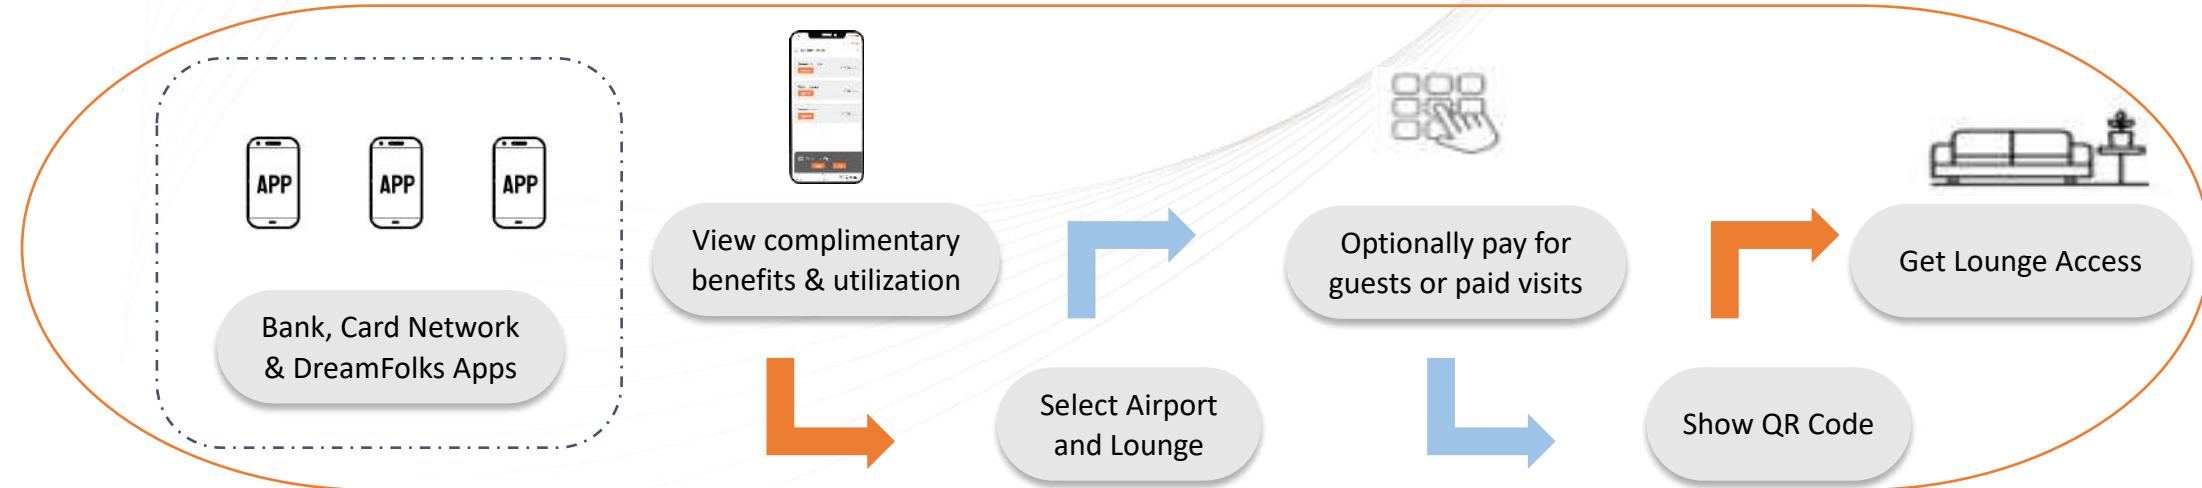 APP
APP
APP
Bank, Card Network
& DreamFolks Apps
View complimentary
benefits & utilization
Select Airport
and Lounge
Optionally pay for
guests or paid visits
Show QR Code
Get Lounge Access